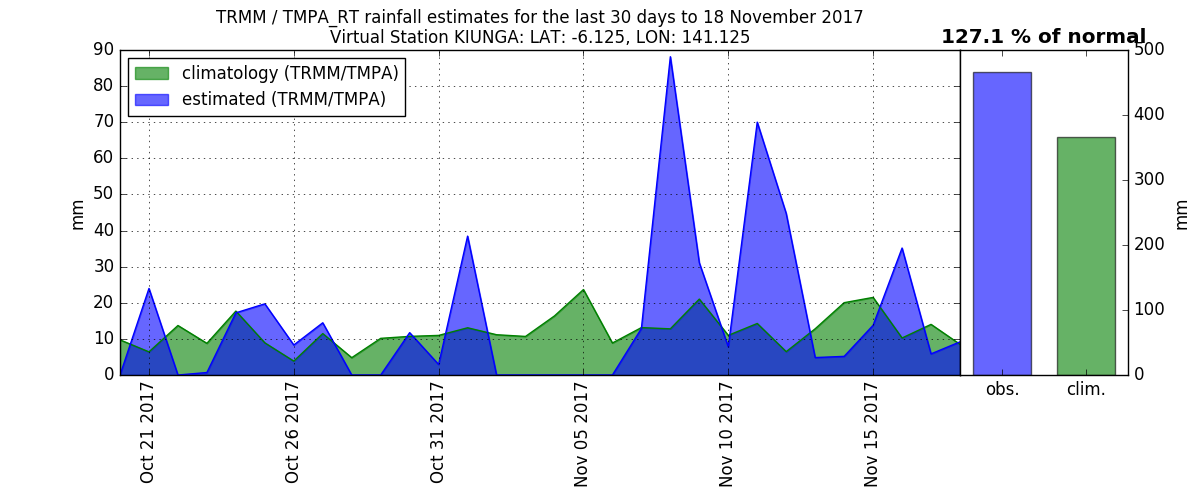 TRMM / TMPA_RT rainfall estimates for the last 30 days to 18 November 2017
Virtual Station KIUNGA: LAT: -6.125, LON: 141.125
127.1 % of normal
climatology (TRMM/TMPA)
estimated (TRMM/TMPA)
90
80
70
60
50
40
30
20
10
0
mm
Oct 21 2017
Oct 26 2017
Oct 31 2017
Nov 05 2017
Nov 10 2017
Nov 15 2017
500
400
300
200
100
0
mm
obs.
clim.